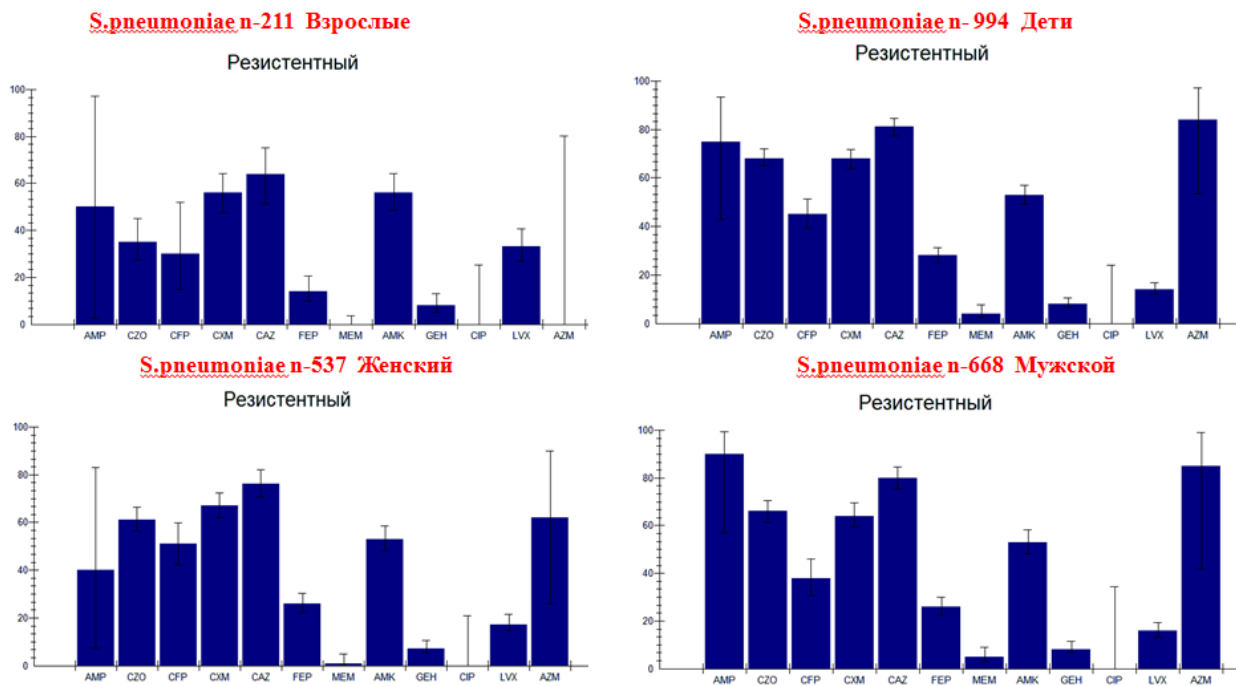 S.pneumoniae n-211 Взрослые
Резистентный
100
80
60
40
20
0
AMP CZO CFP CXM CAZ FEP MEM AMK GEH CIP LVX AZM
S.pneumoniae n- 994 Дети
Резистентный
100
80
60
40
20
0
AMP CZO CFP CXM CAZ FEP MEM AMK GEH CIP LVX AZM
S.pneumoniae n-537 Женский
Резистентный
100
80
60
40
20
0
AMP CZO CFP CXM CAZ FEP MEM AMK GEH CIP LVX AZM
S.pneumoniae n-668 Мужской
Резистентный
100
80
60
40
20
0
AMP CZO CFP CXM CAZ FEP MEM AMK GEH CIP LVX AZM